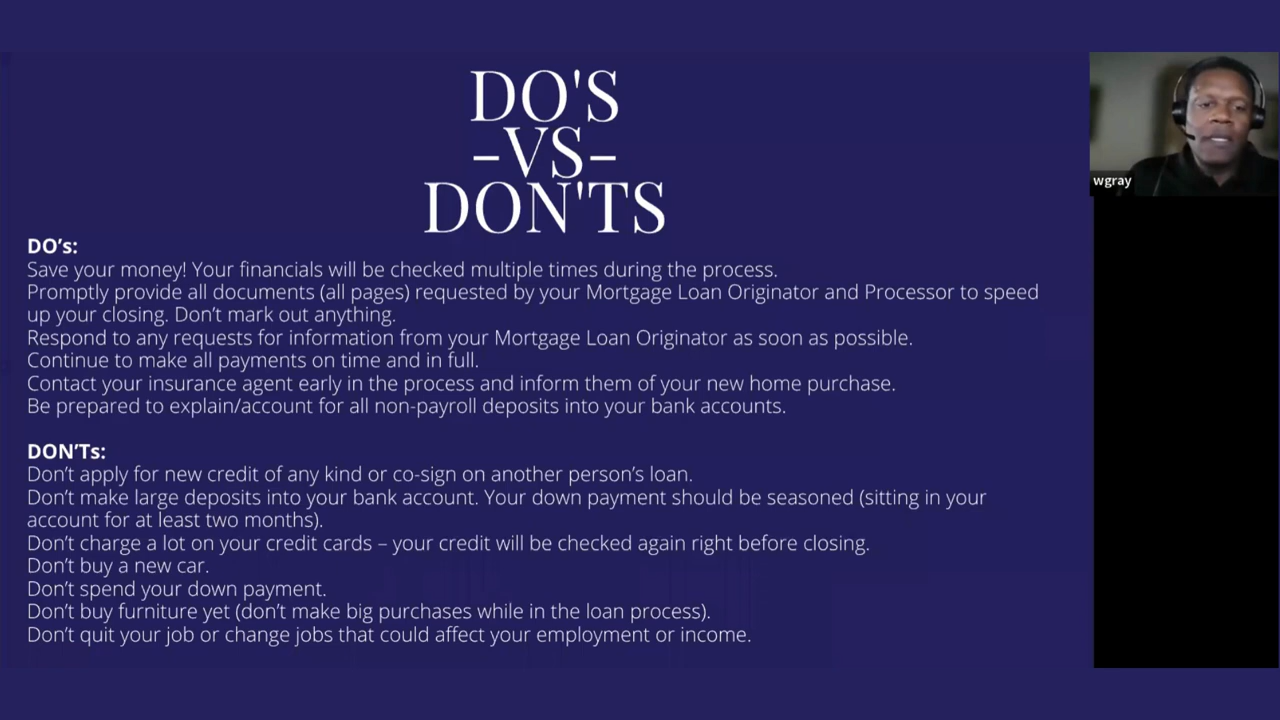 DO'S
–VS–
DON'TS
DO’s:
Save your money! Your financials will be checked multiple times during the process.
Promptly provide all documents (all pages) requested by your Mortgage Loan Originator and Processor to speed
up your closing. Don’t mark out anything.
Respond to any requests for information from your Mortgage Loan Originator as soon as possible.
Continue to make all payments on time and in full.
Contact your insurance agent early in the process and inform them of your new home purchase.
Be prepared to explain/account for all non-payroll deposits into your bank accounts.
DON’Ts:
Don’t apply for new credit of any kind or co-sign on another person’s loan.
Don’t make large deposits into your bank account. Your down payment should be seasoned (sitting in your
account for at least two months).
Don’t charge a lot on your credit cards – your credit will be checked again right before closing.
Don’t buy a new car.
Don’t spend your down payment.
Don’t buy furniture yet (don’t make big purchases while in the loan process).
Don’t quit your job or change jobs that could affect your employment or income.
wgray